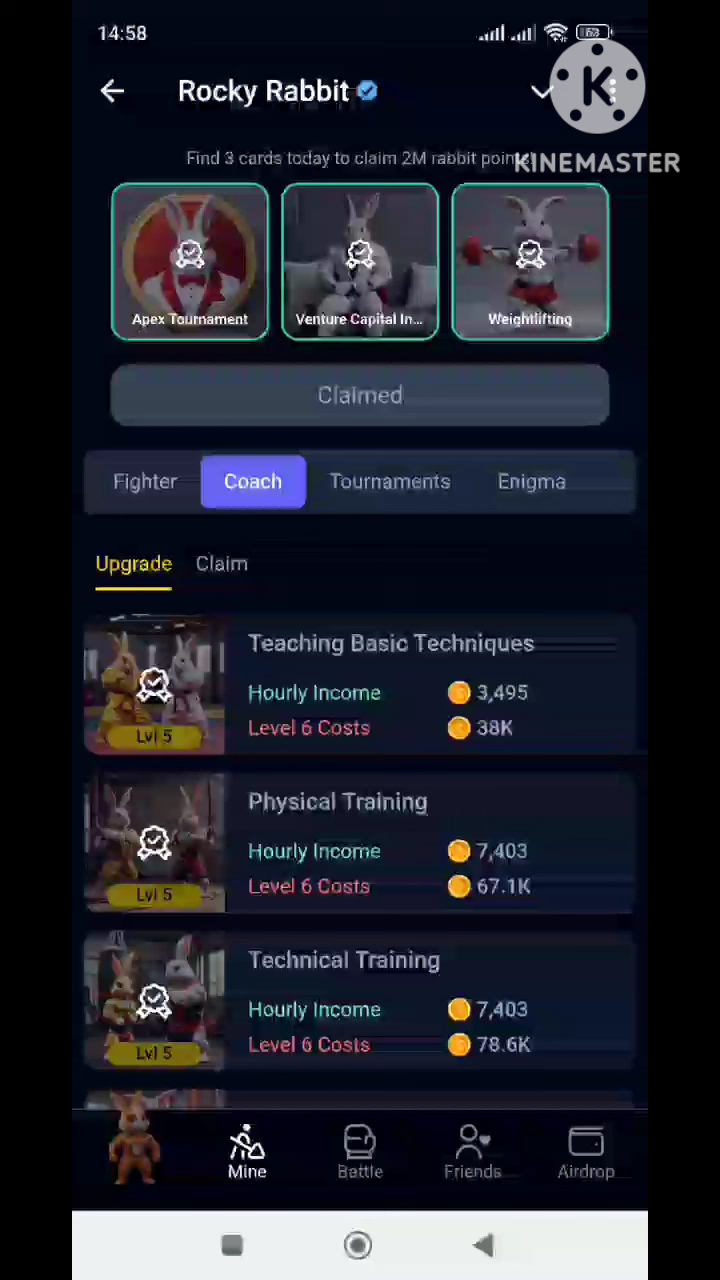 14:58
63
Rocky Rabbit
K
KINEMASTER
Find 3 cards today to claim 2M rabbit points!
Apex Tournament
Venture Capital In...
Weightlifting
Claimed
Fighter
Coach
Tournaments
Enigma
Upgrade
Claim
Teaching Basic Techniques
Hourly Income 3,495
Level 6 Costs 38K
Lvl 5
Physical Training
Hourly Income 7,403
Level 6 Costs 67.1K
Lvl 5
Technical Training
Hourly Income 7,403
Level 6 Costs 78.6K
Lvl 5
Mine
Battle
Friends
Airdrop